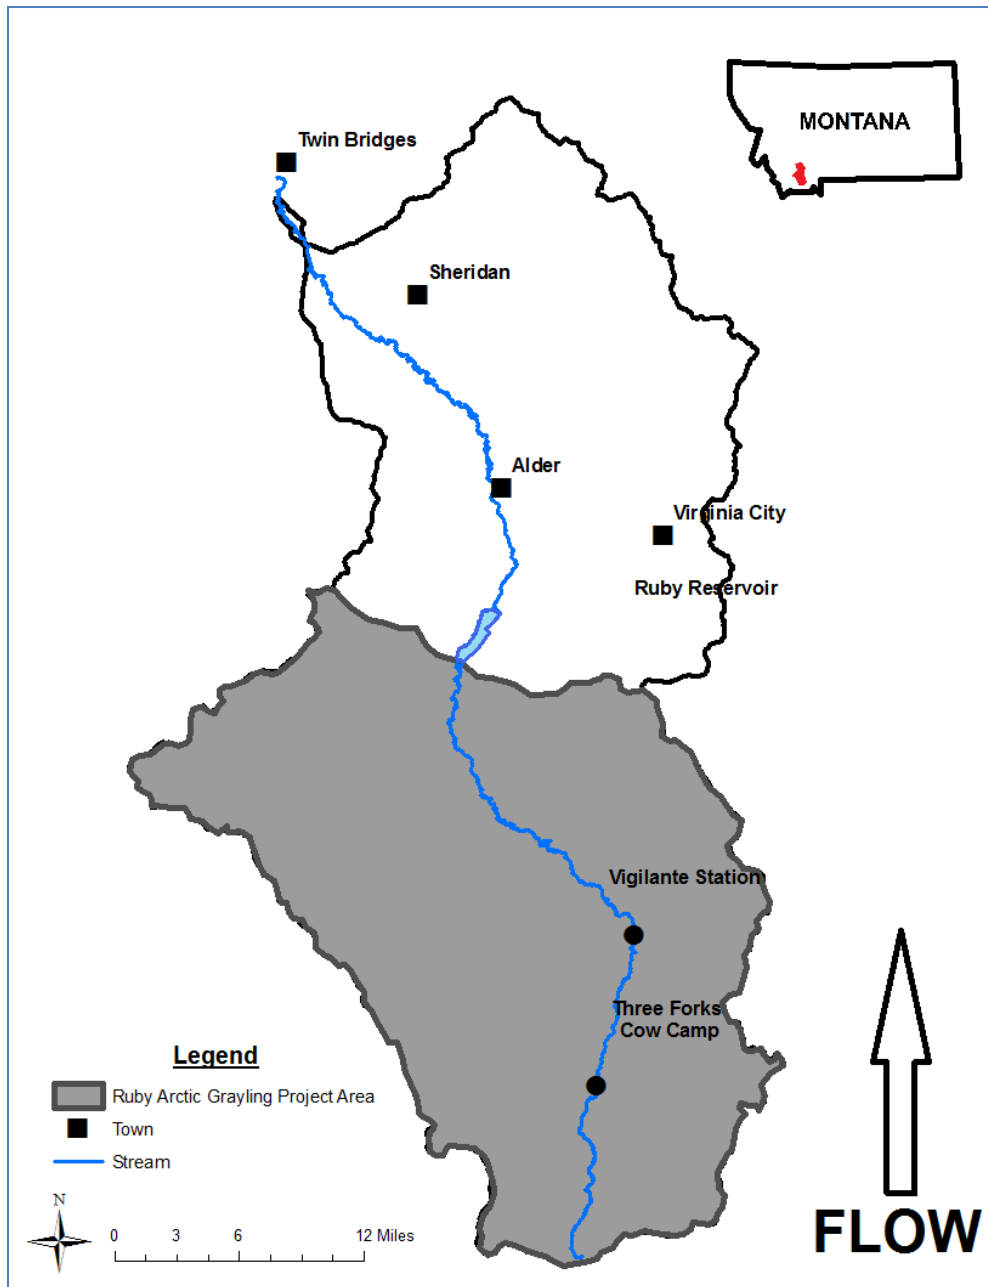 MONTANA
Twin Bridges
Sheridan
Alder
Virginia City
Ruby Reservoir
Vigilante Station
Three Forks
Cow Camp
Legend
Ruby Arctic Grayling Project Area
Town
Stream
N
0 3 6 12 Miles
FLOW